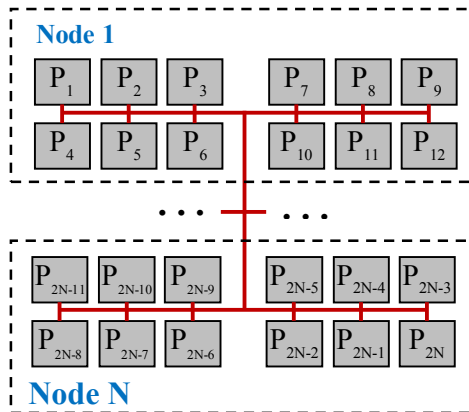 Node 1
P1 P2 P3 P7 P8 P9
P4 P5 P6 P10 P11 P12
... ...
P2N-11 P2N-10 P2N-9 P2N-5 P2N-4 P2N-3
P2N-8 P2N-7 P2N-6 P2N-2 P2N-1 P2N
Node N